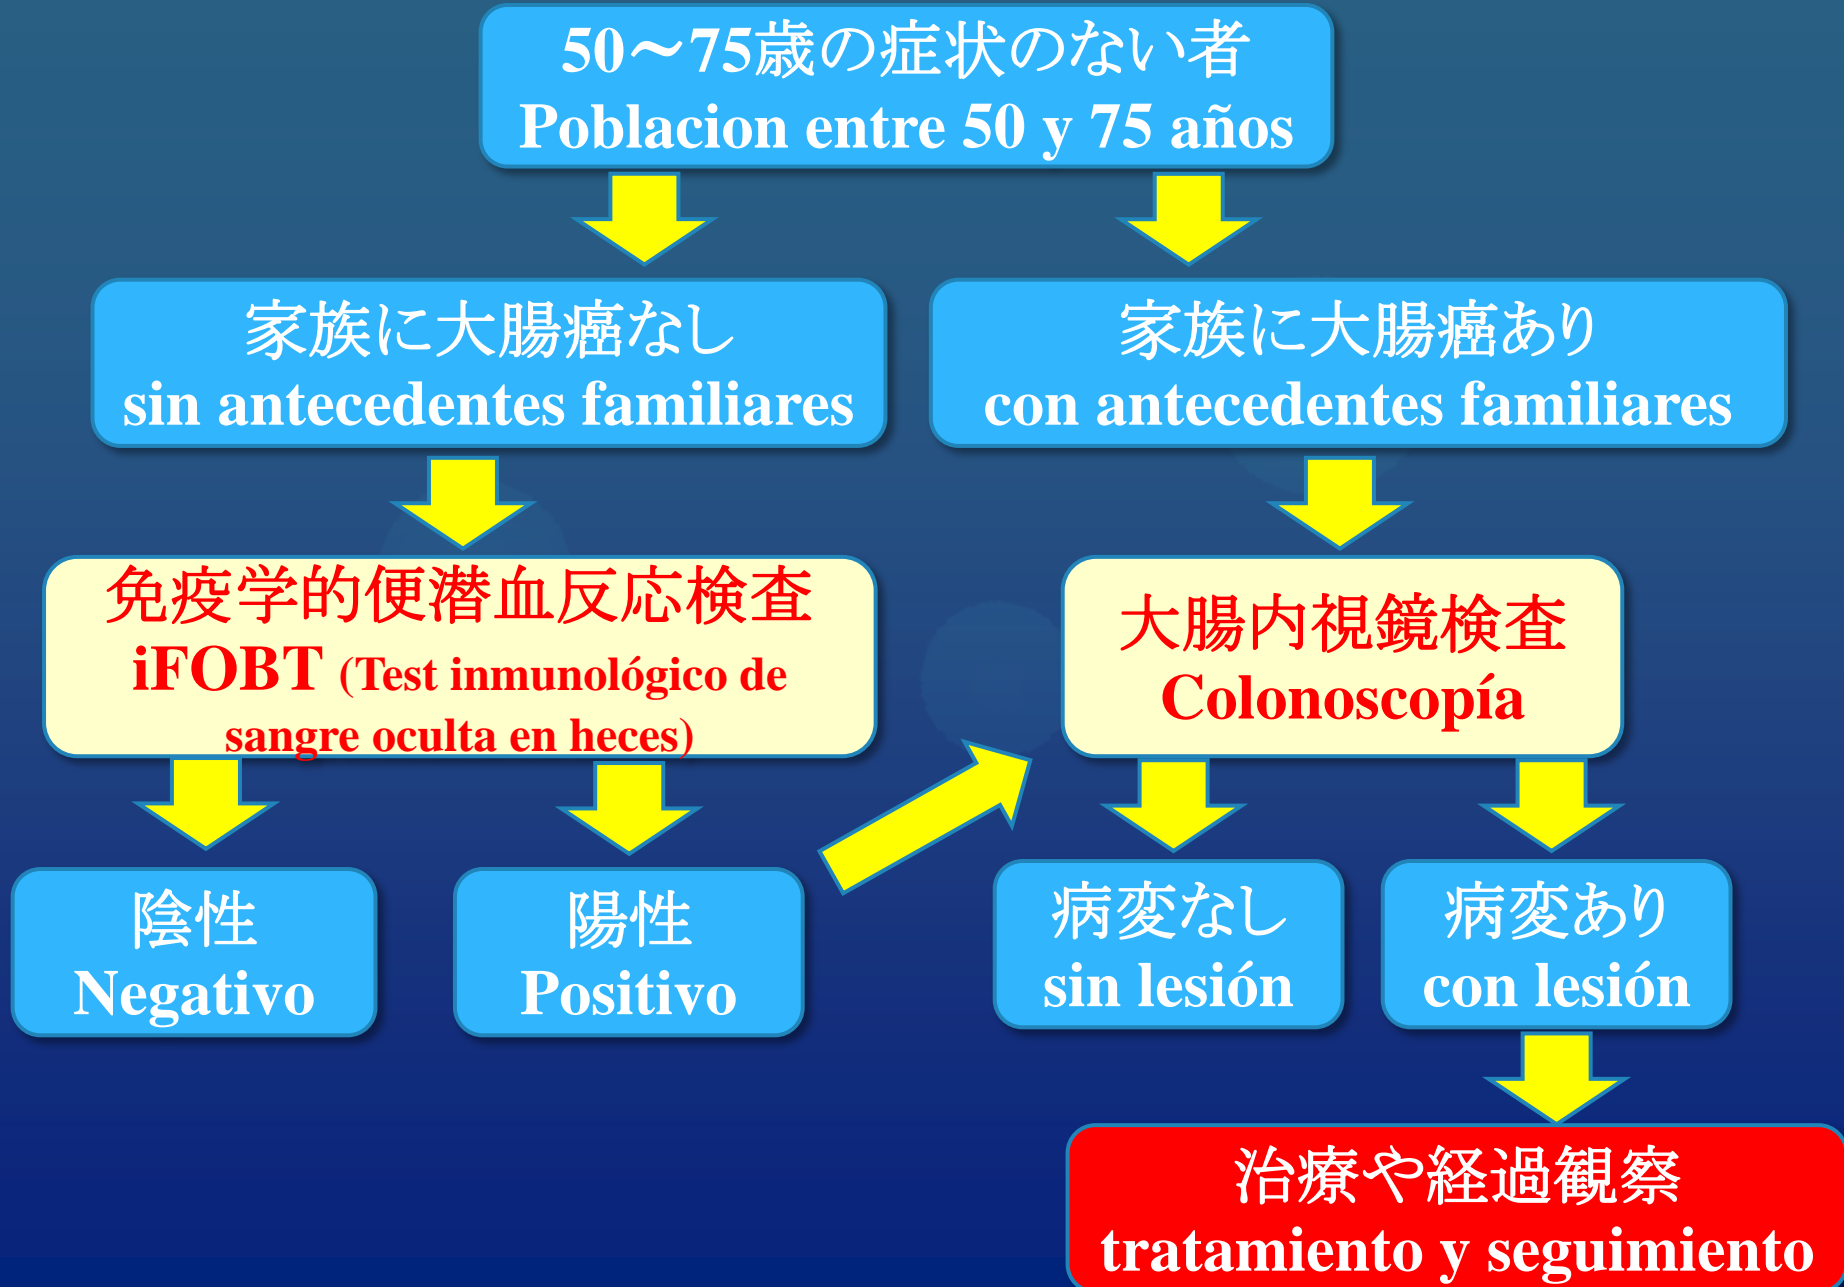 50～75歳の症状のない者
Poblacion entre 50 y 75 años
家族に大腸癌なし
sin antecedentes familiares
家族に大腸癌あり
con antecedentes familiares
免疫学的便潜血反応検査
iFOBT (Test inmunológico de
sangre oculta en heces)
大腸内視鏡検査
Colonoscopía
陰性
Negativo
陽性
Positivo
病変なし
sin lesión
病変あり
con lesión
治療や経過観察
tratamiento y seguimiento